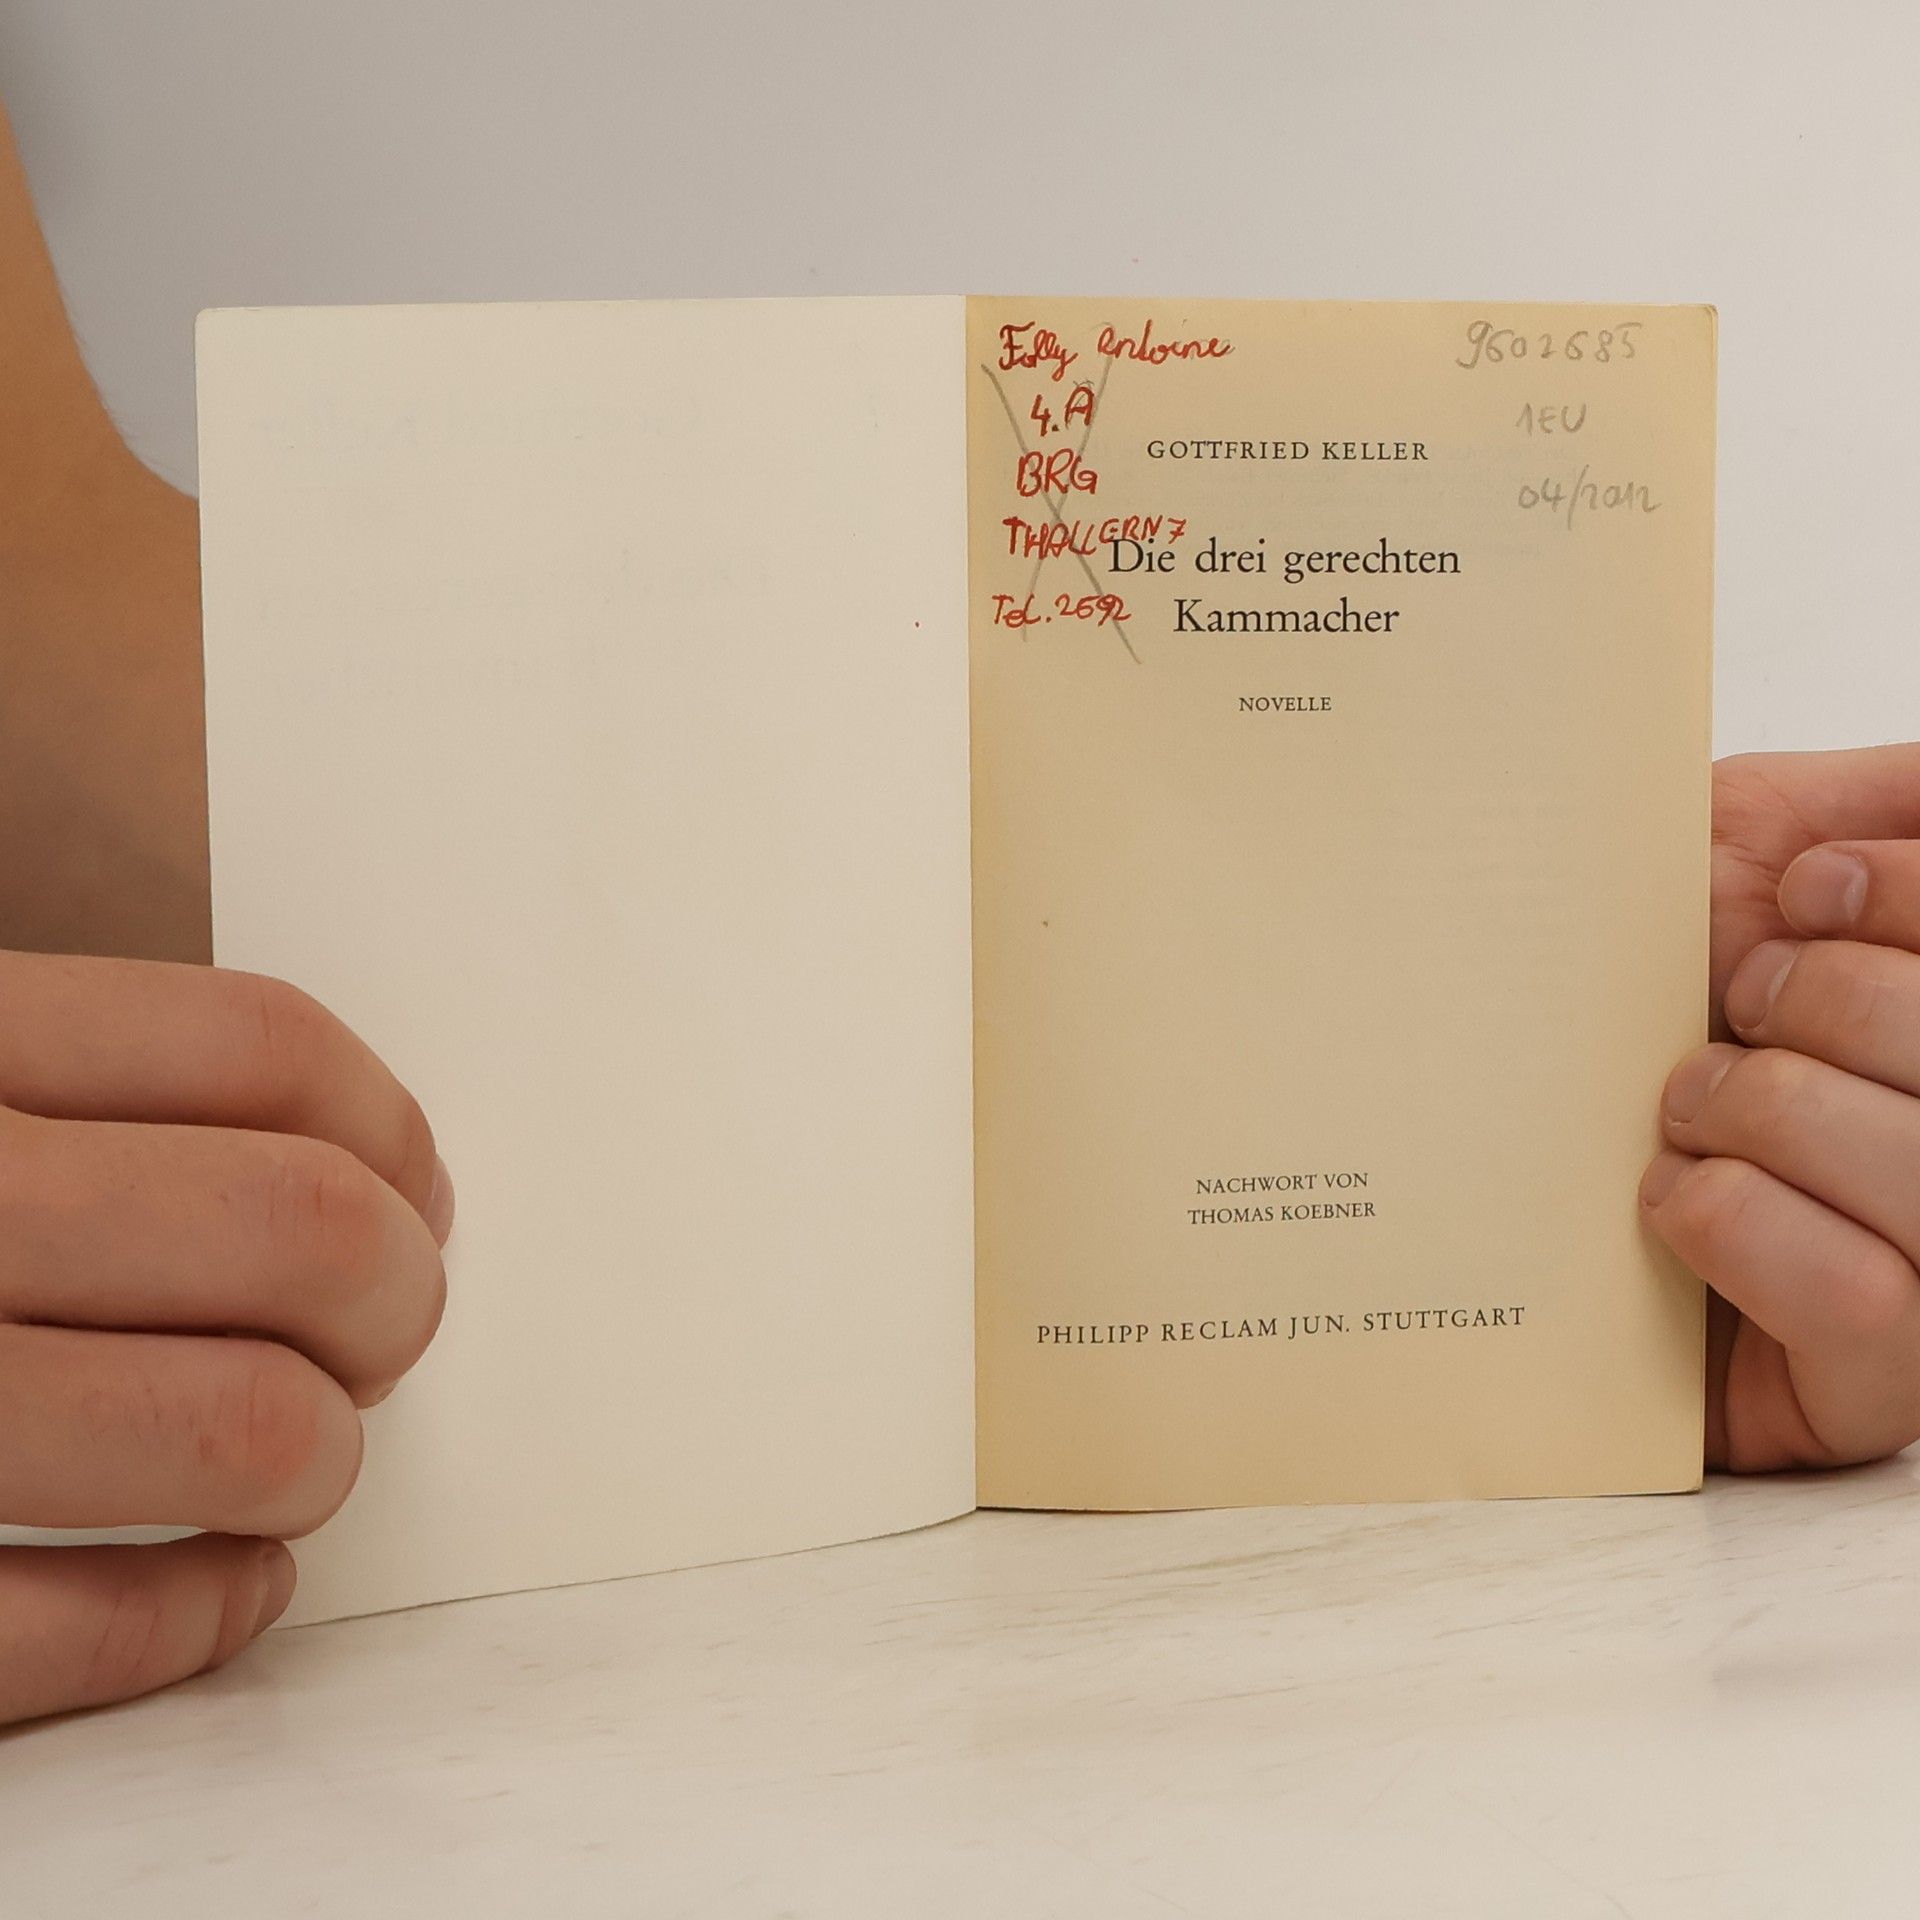 Folly Antoine
4.A
BRG
THALLERN 7
Tel. 2692
9602685
1EU
04/2012
GOTTFRIED KELLER
Die drei gerechten
Kammacher
NOVELLE
NACHWORT VON
THOMAS KOEBNER
PHILIPP RECLAM JUN. STUTTGART